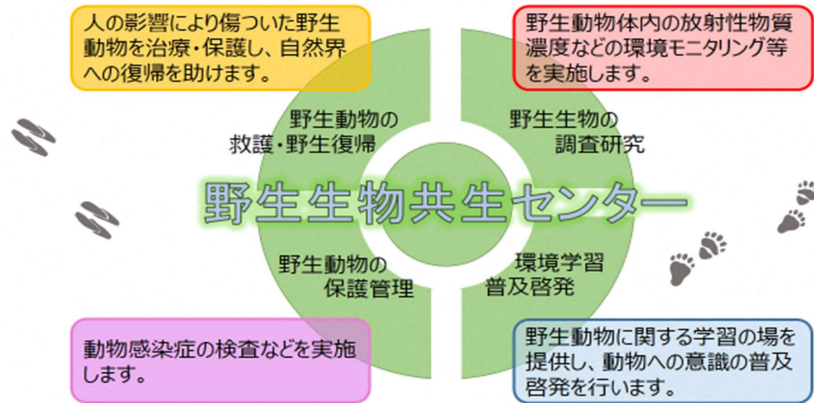 人の影響により傷ついた野生
動物を治療・保護し、自然界
への復帰を助けます。
野生動物体内の放射性物質
濃度などの環境モニタリング等
を実施します。
野生動物の
救護・野生復帰
野生生物の
調査研究
野生生物共生センター
野生動物の
保護管理
環境学習
普及啓発
動物感染症の検査などを実施
します。
野生動物に関する学習の場を
提供し、動物への意識の普及
啓発を行います。